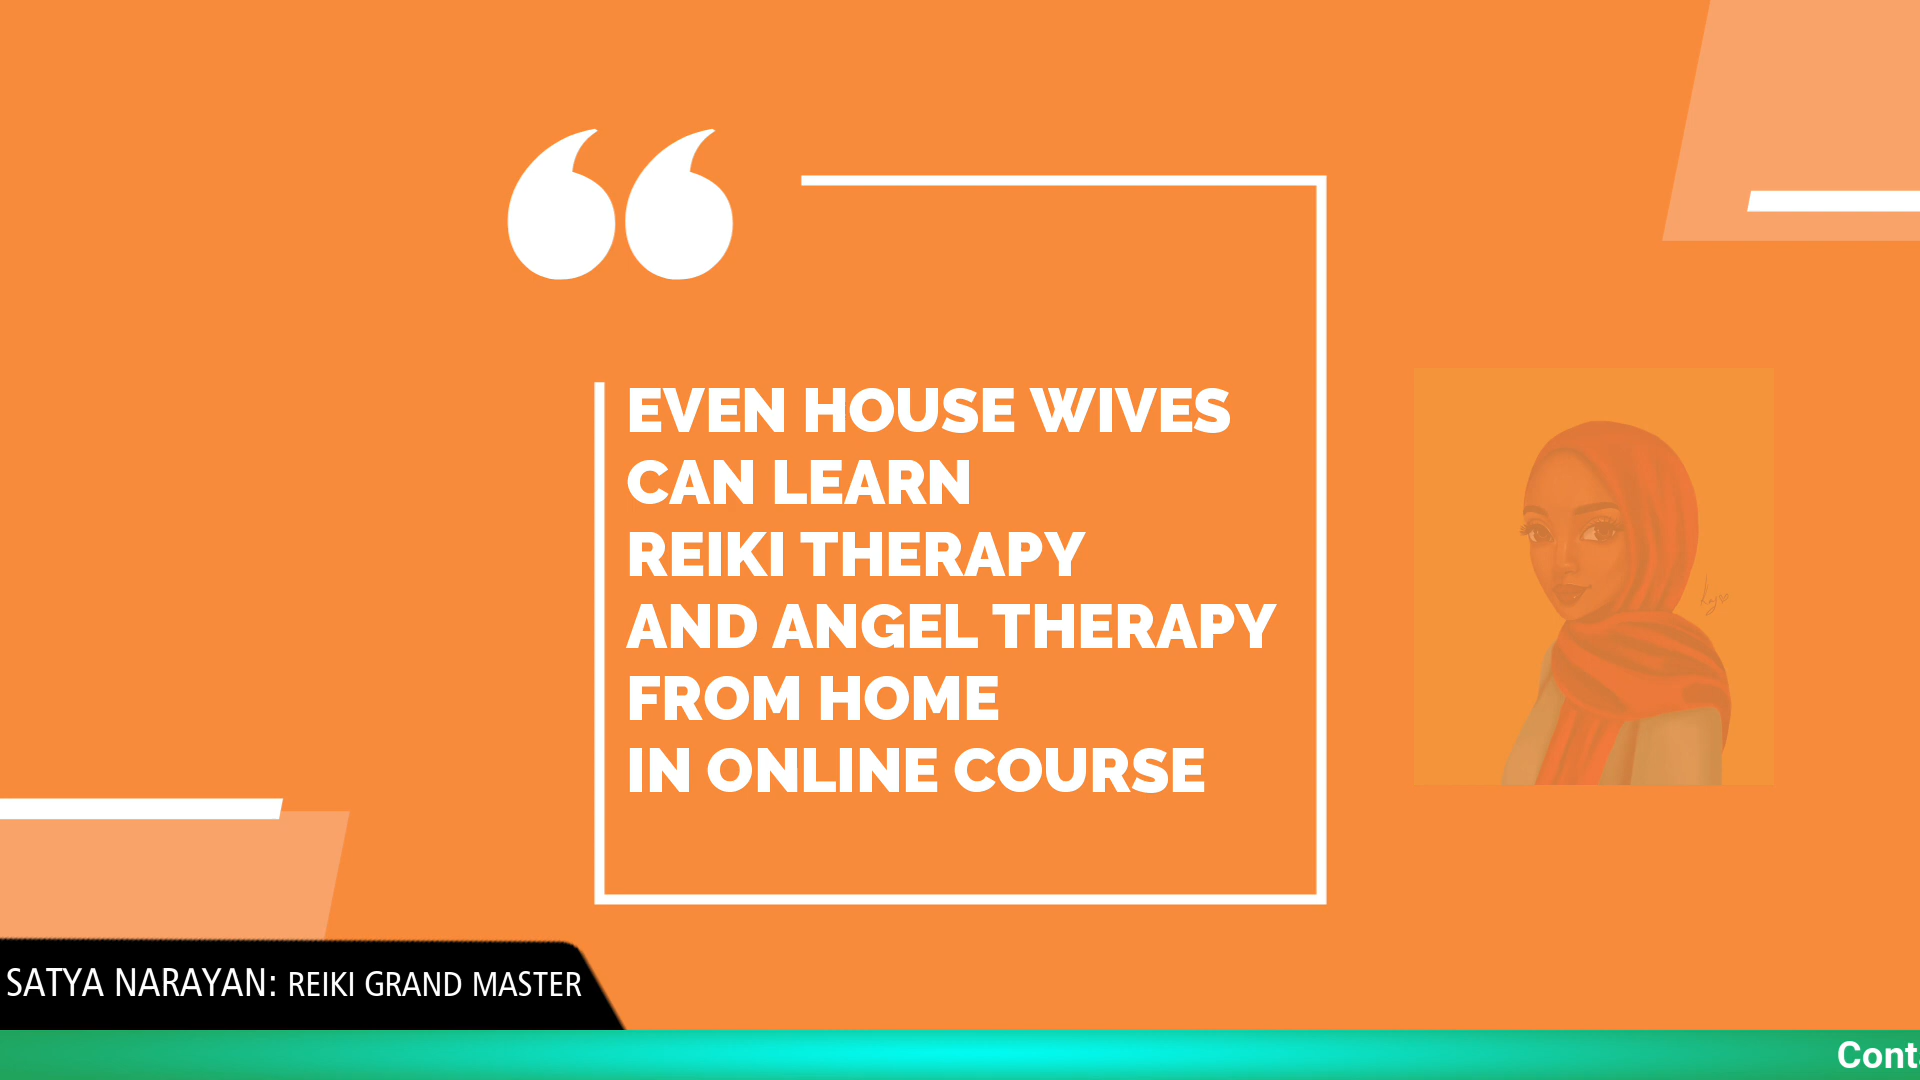 EVEN HOUSE WIVES
CAN LEARN
REIKI THERAPY
AND ANGEL THERAPY
FROM HOME
IN ONLINE COURSE
SATYA NARAYAN: REIKI GRAND MASTER